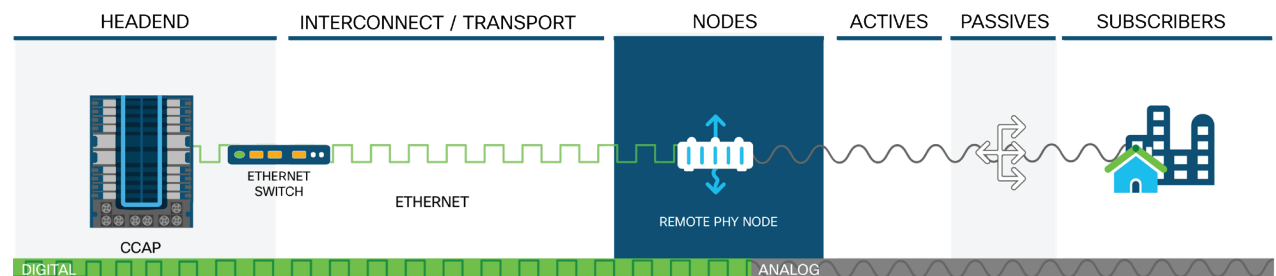 HEADEND
INTERCONNECT / TRANSPORT
NODES
ACTIVES
PASSIVES
SUBSCRIBERS
ETHERNET
SWITCH
ETHERNET
REMOTE PHY NODE
CCAP
DIGITAL
ANALOG